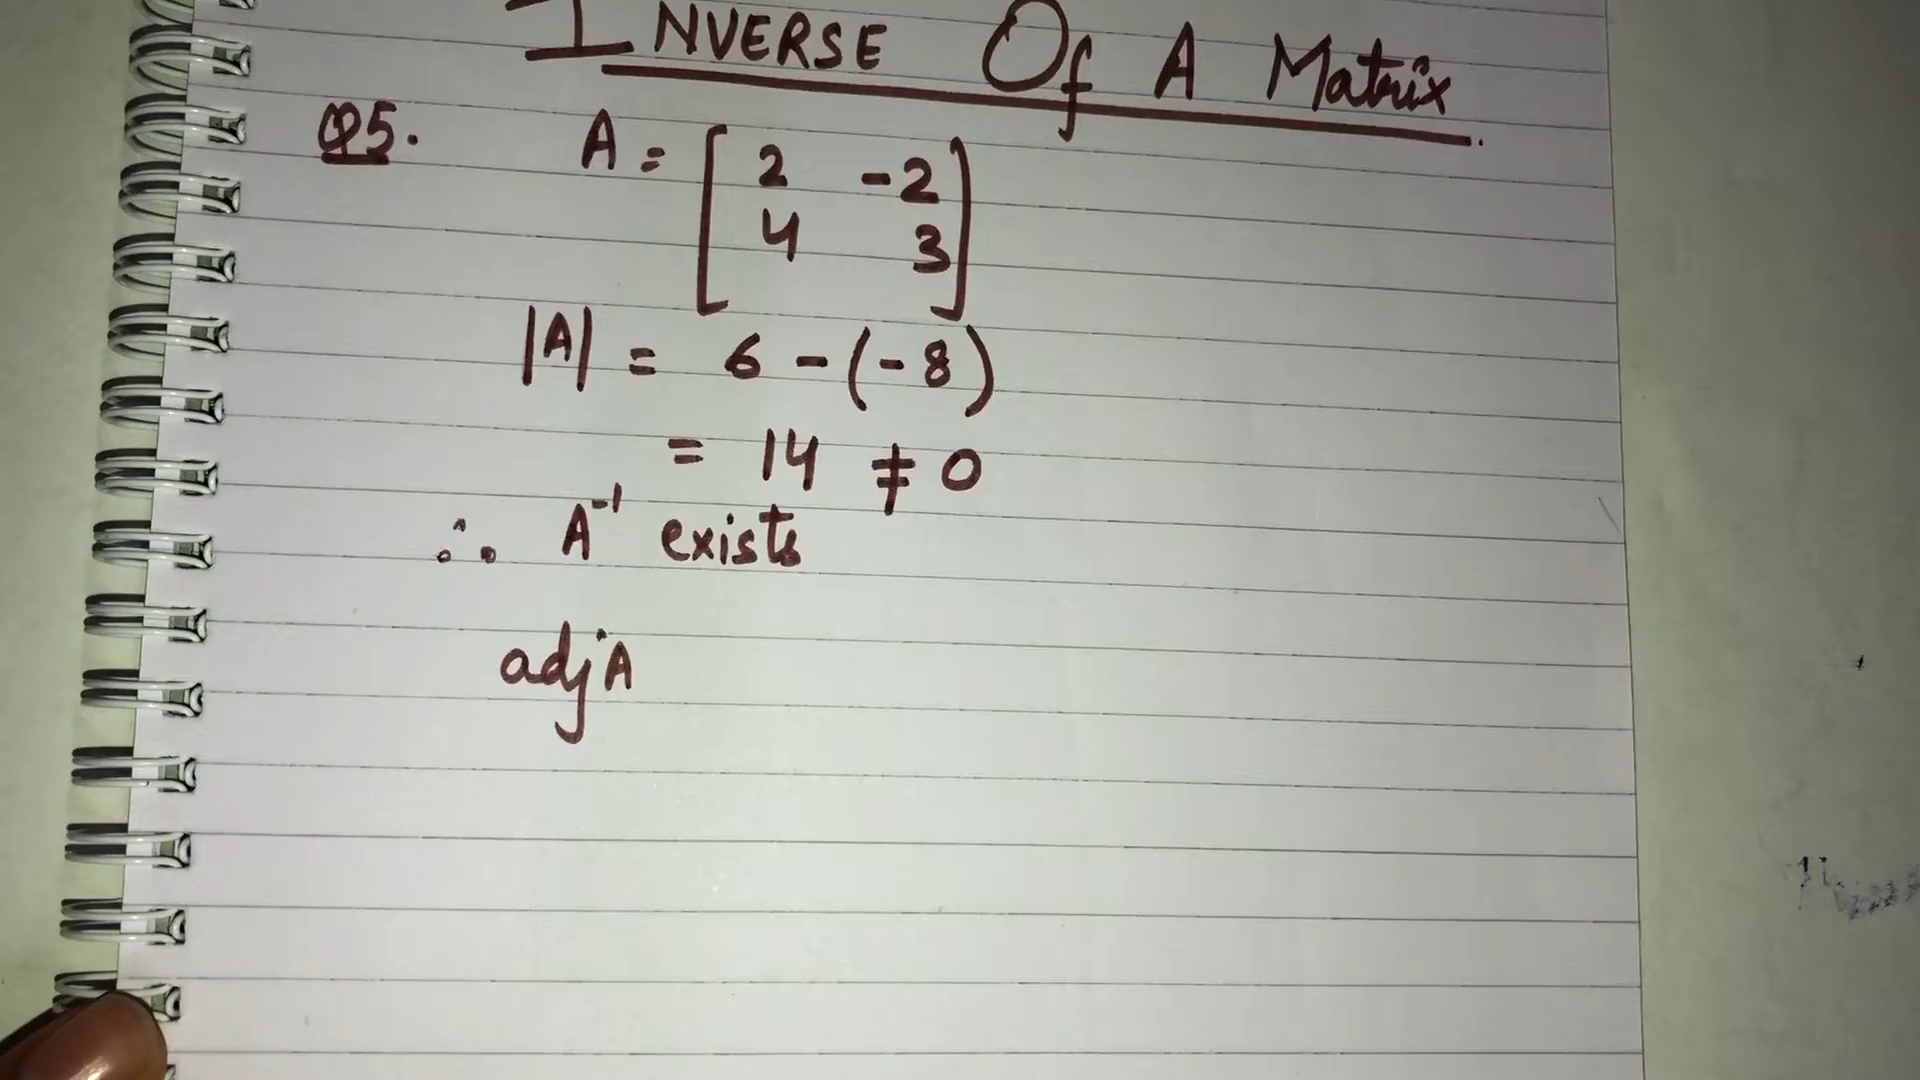 INVERSE Of A Matrix.
Q5. A = [ 2 -2
4 3 ]
|A| = 6 - (-8)
= 14 ≠ 0
∴ A⁻¹ exists
adj A